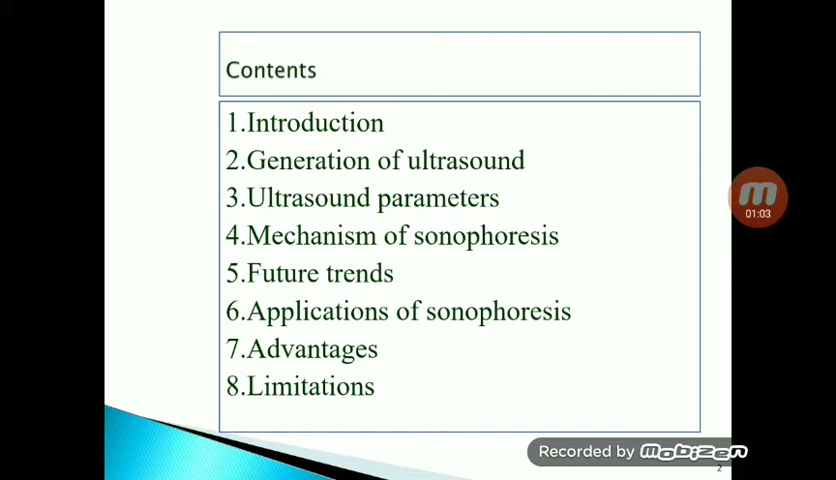 Contents
1.Introduction
2.Generation of ultrasound
3.Ultrasound parameters
4.Mechanism of sonophoresis
5.Future trends
6.Applications of sonophoresis
7.Advantages
8.Limitations
01:03
Recorded by mobizen
2